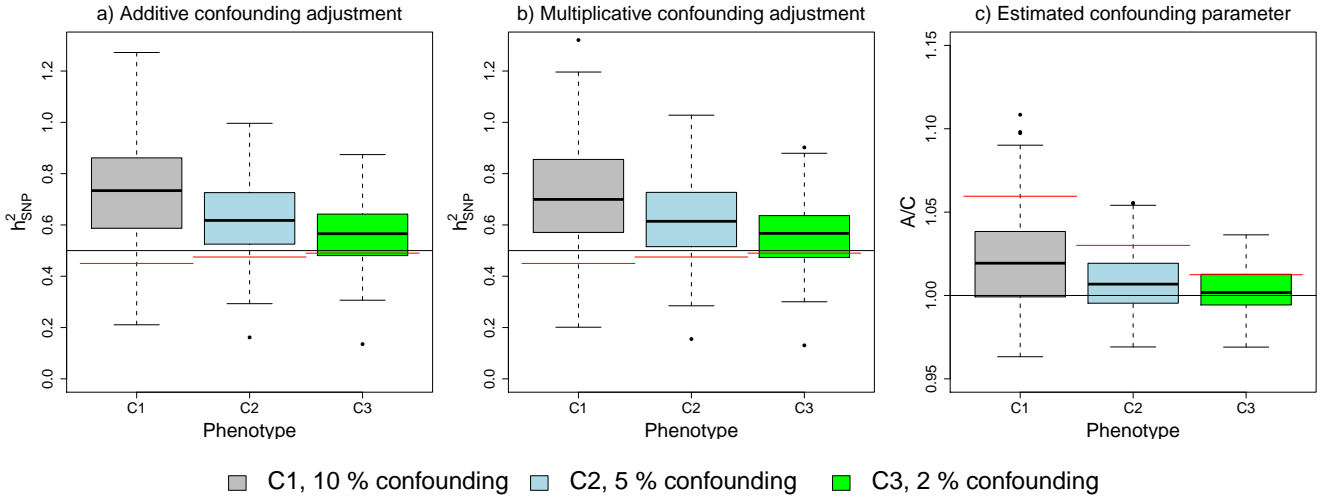 a) Additive confounding adjustment
b) Multiplicative confounding adjustment
c) Estimated confounding parameter
h²SNP
0.0
0.2
0.4
0.6
0.8
1.0
1.2
C1
C2
C3
Phenotype
h²SNP
0.0
0.2
0.4
0.6
0.8
1.0
1.2
C1
C2
C3
Phenotype
A/C
0.95
1.00
1.05
1.10
1.15
C1
C2
C3
Phenotype
C1, 10 % confounding
C2, 5 % confounding
C3, 2 % confounding